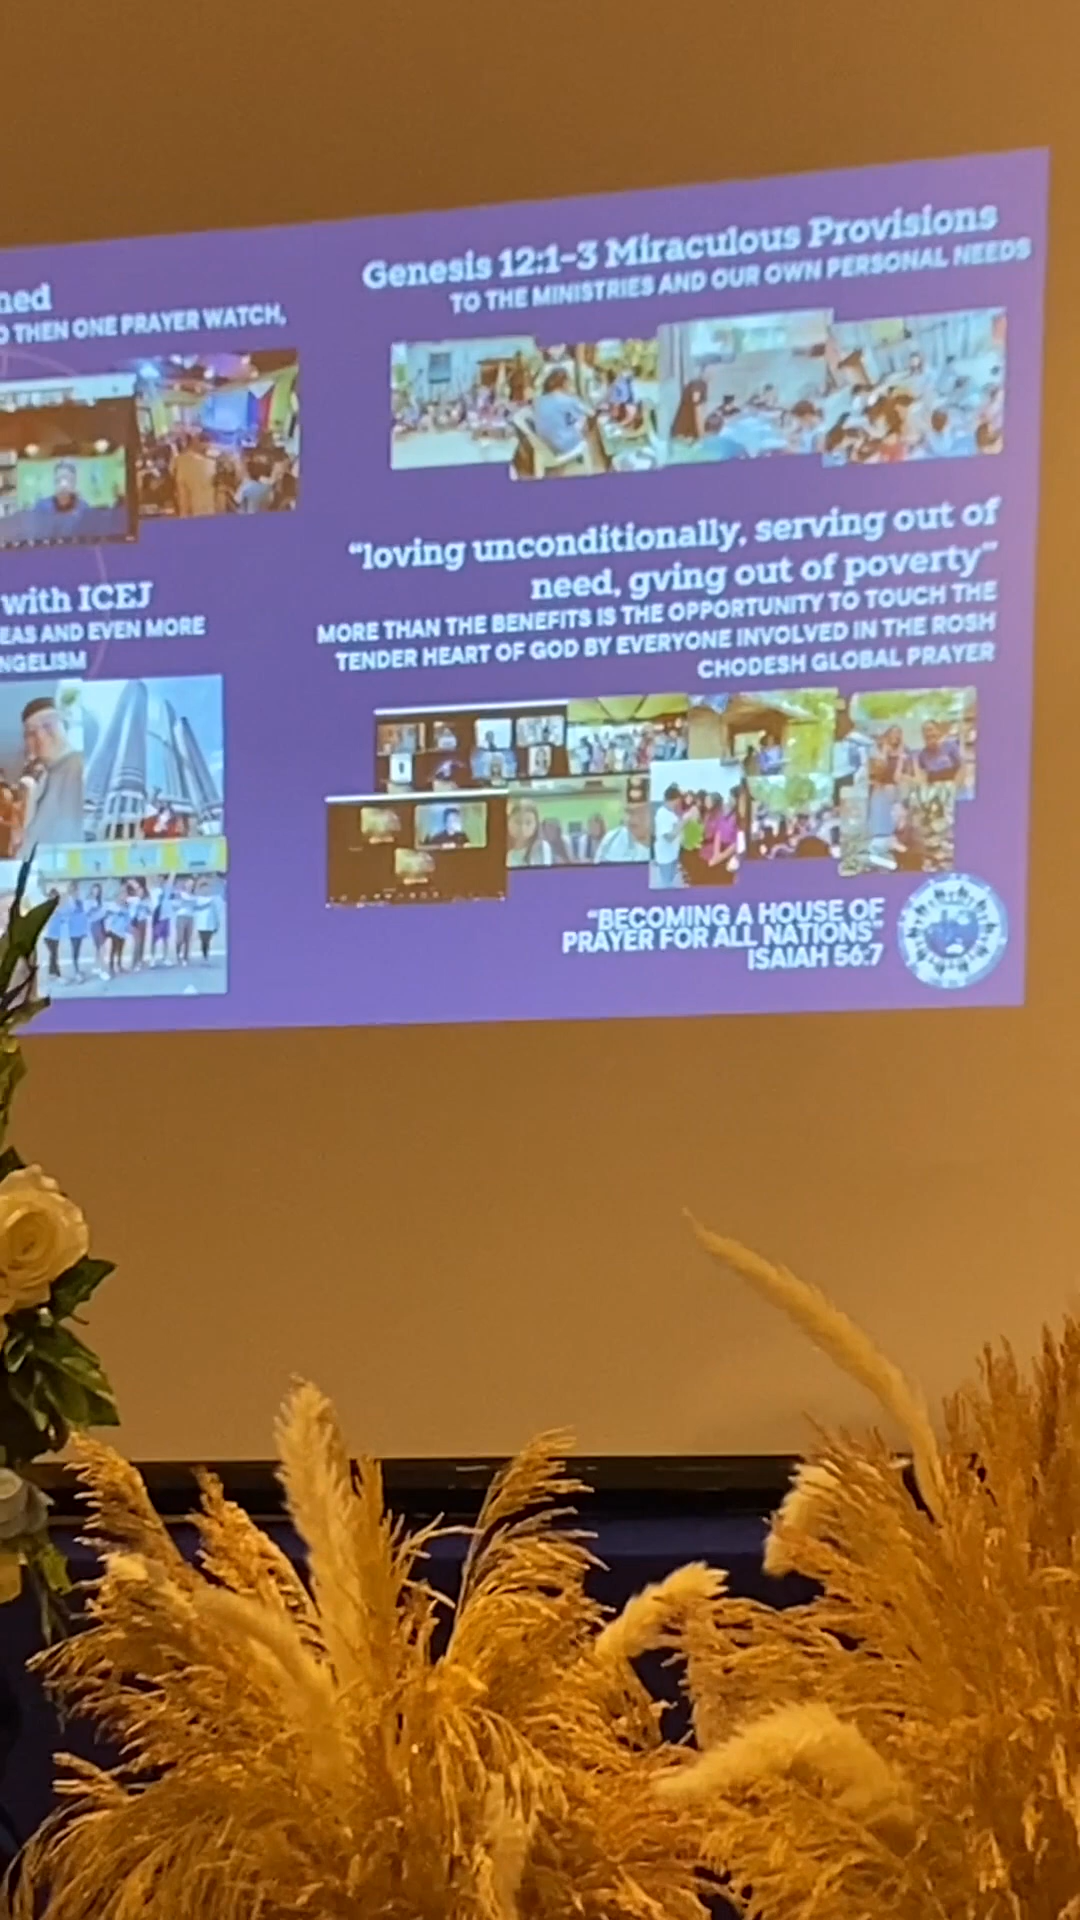 ned
THEN ONE PRAYER WATCH,
with ICEJ
EAS AND EVEN MORE
NGELISM
Genesis 12:1-3 Miraculous Provisions
TO THE MINISTRIES AND OUR OWN PERSONAL NEEDS
“loving unconditionally, serving out of
need, gving out of poverty”
MORE THAN THE BENEFITS IS THE OPPORTUNITY TO TOUCH THE
TENDER HEART OF GOD BY EVERYONE INVOLVED IN THE ROSH
CHODESH GLOBAL PRAYER
“BECOMING A HOUSE OF
PRAYER FOR ALL NATIONS”
ISAIAH 56:7